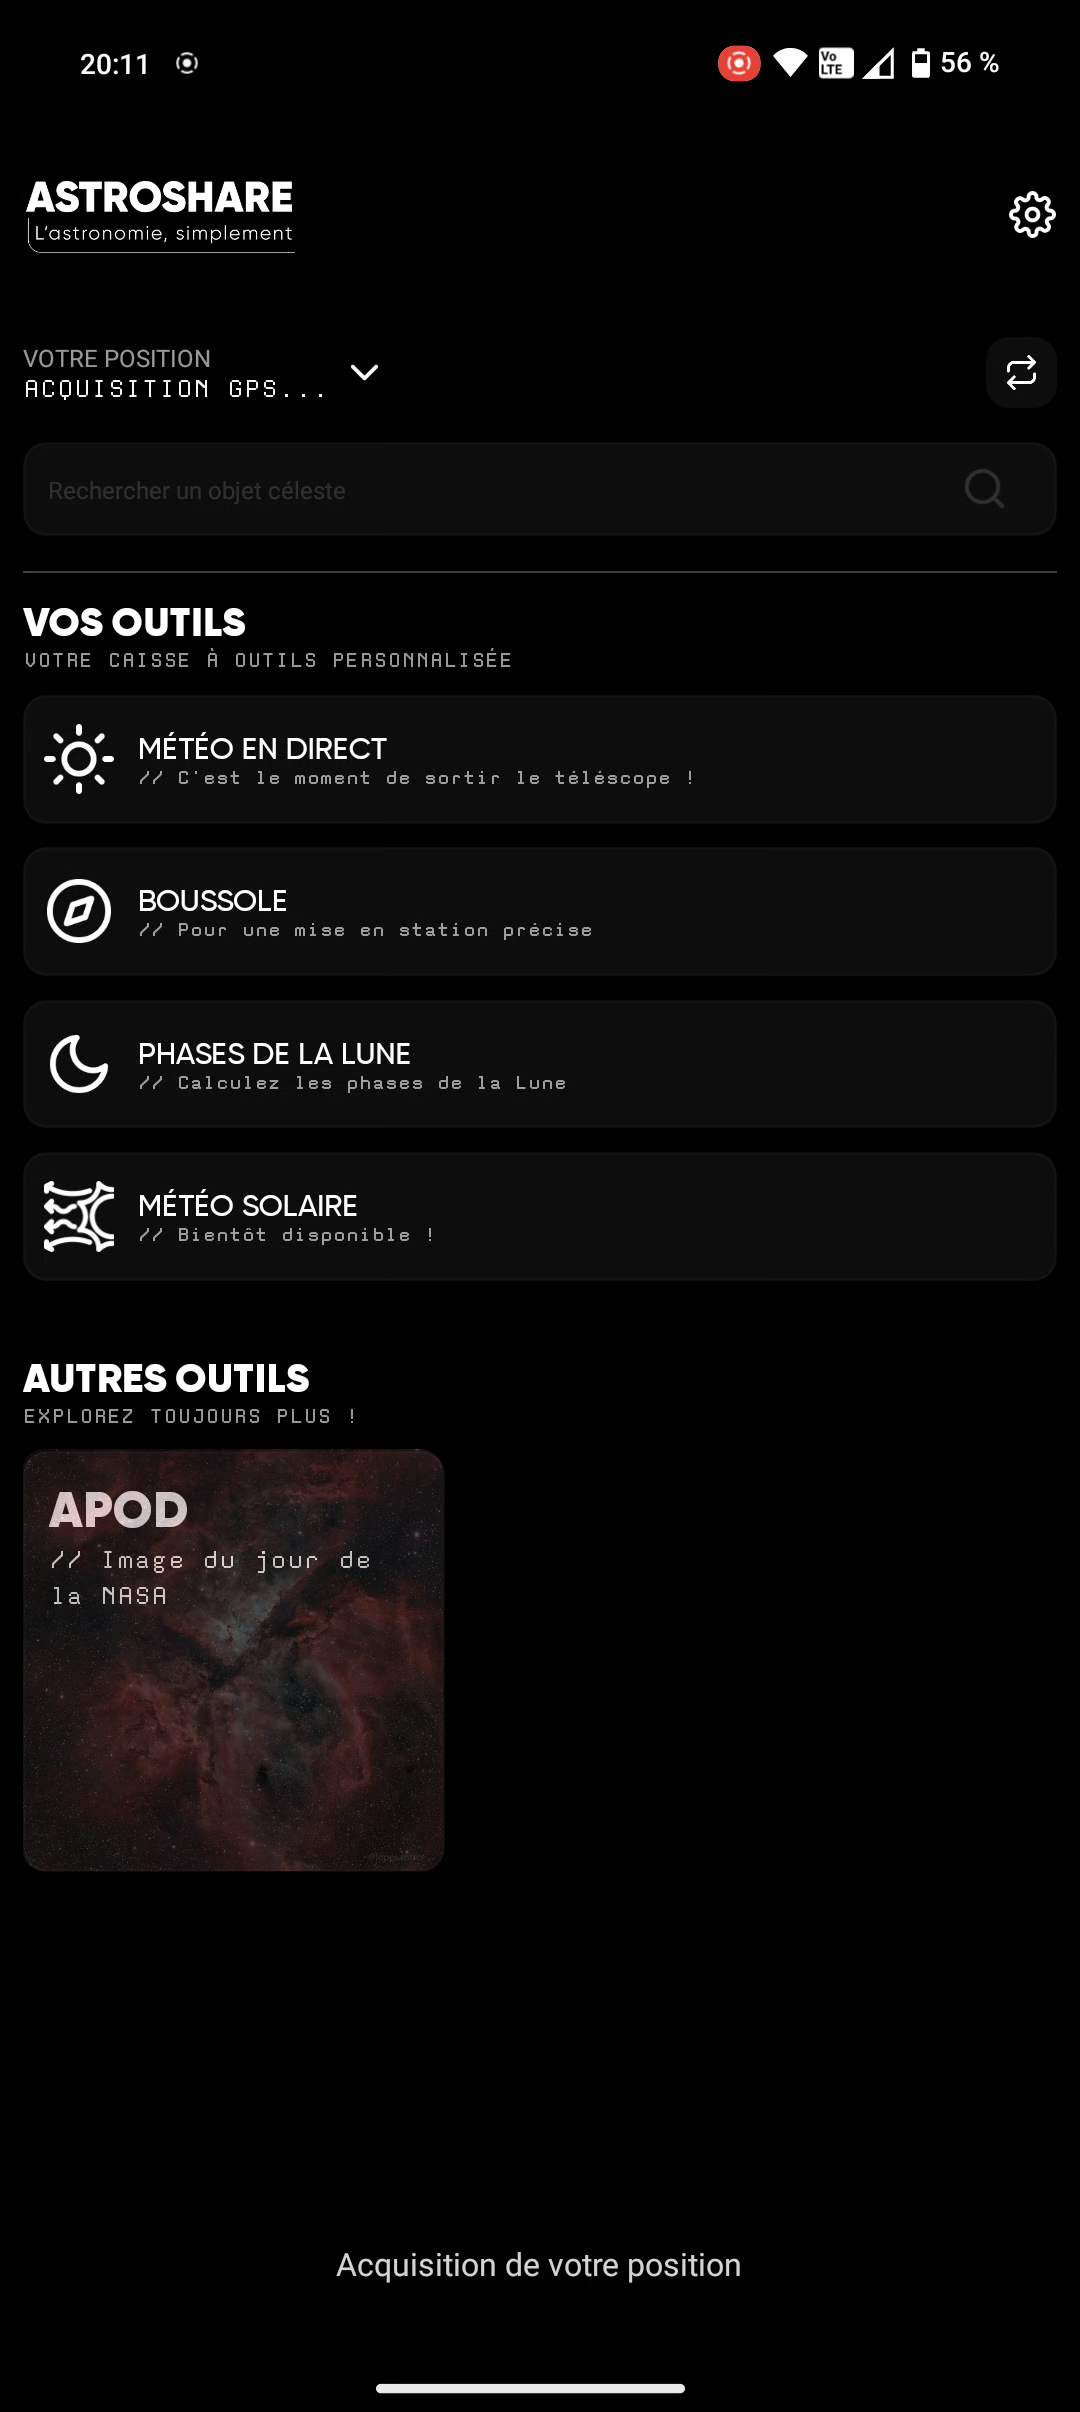 20:11
Vo LTE
56 %
ASTROSHARE
L'astronomie, simplement
VOTRE POSITION
ACQUISITION GPS...
Rechercher un objet céleste
VOS OUTILS
VOTRE CAISSE À OUTILS PERSONNALISÉE
MÉTÉO EN DIRECT
// C'est le moment de sortir le téléscope !
BOUSSOLE
// Pour une mise en station précise
PHASES DE LA LUNE
// Calculez les phases de la Lune
MÉTÉO SOLAIRE
// Bientôt disponible !
AUTRES OUTILS
EXPLOREZ TOUJOURS PLUS !
APOD
// Image du jour de
la NASA
Acquisition de votre position